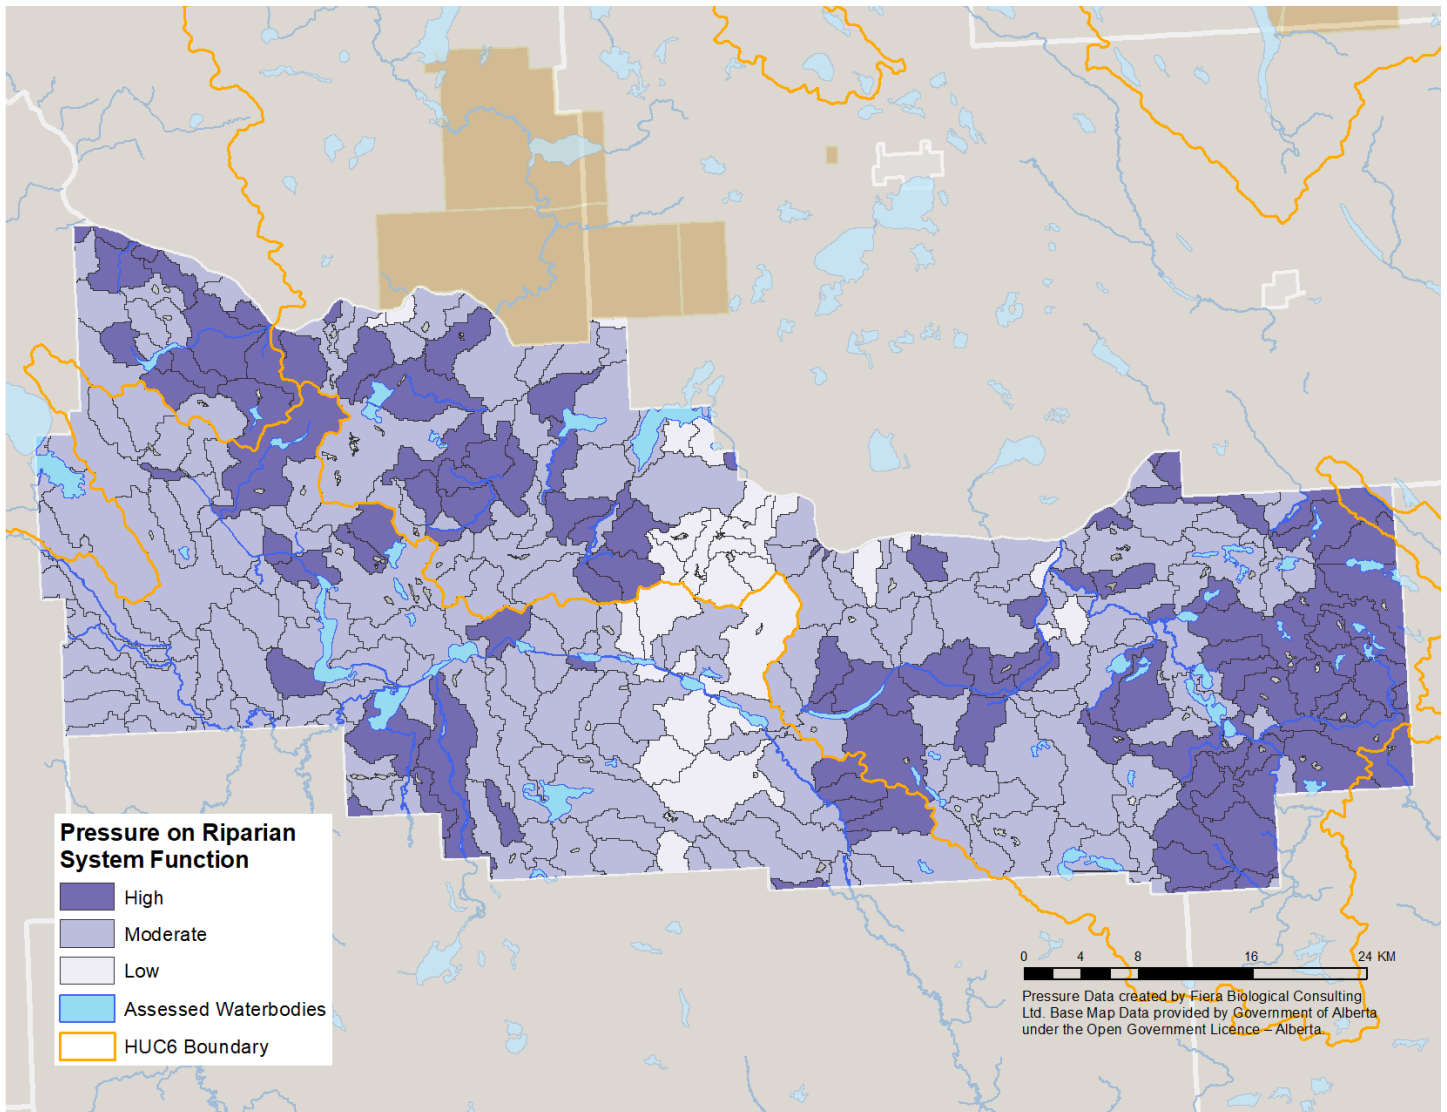 Pressure on Riparian
System Function
High
Moderate
Low
Assessed Waterbodies
HUC6 Boundary
0 4 8 16 24 KM
Pressure Data created by Fiera Biological Consulting
Ltd. Base Map Data provided by Government of Alberta
under the Open Government Licence – Alberta.